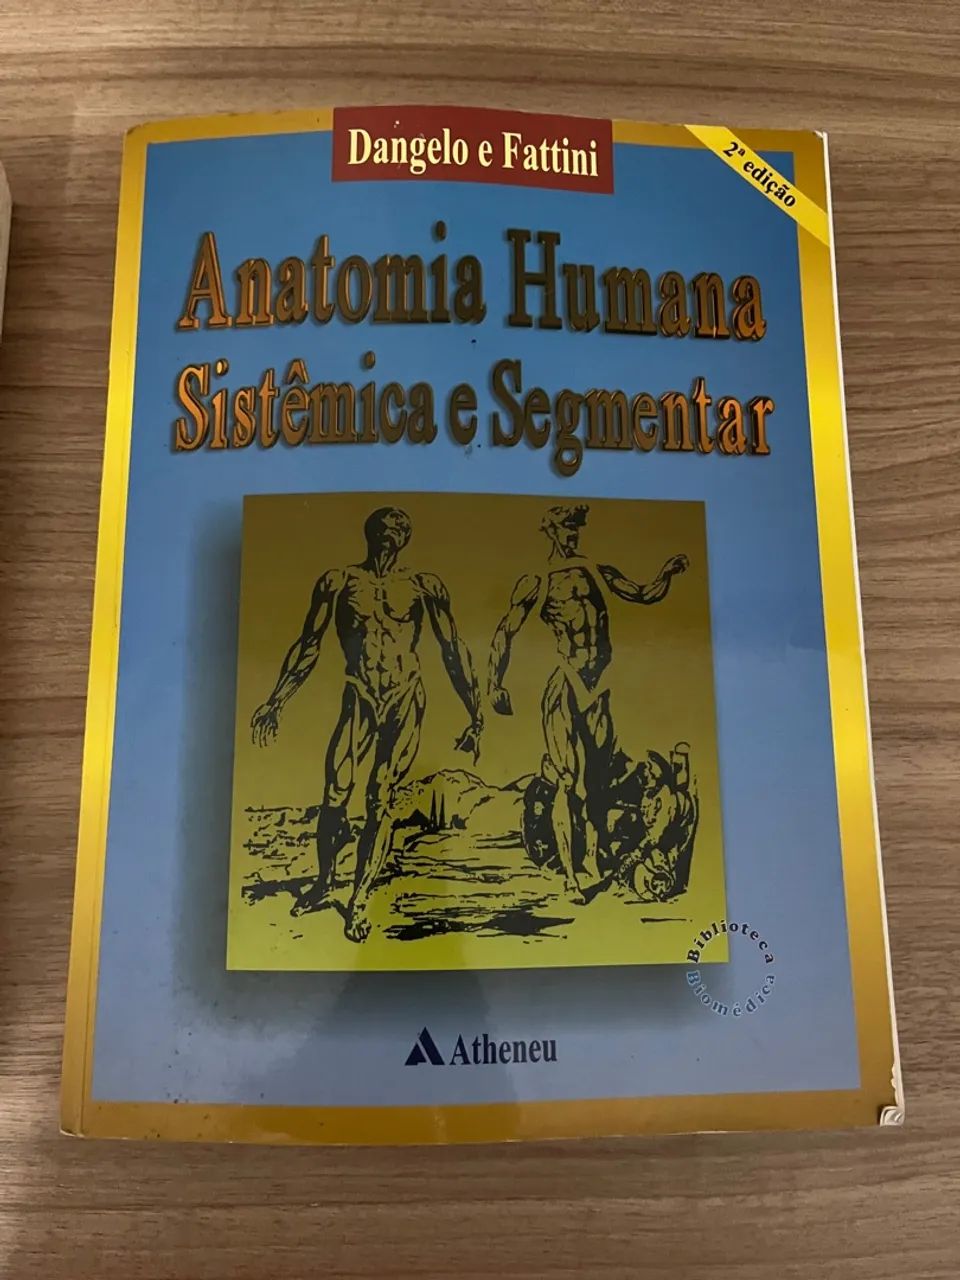 Dangelo e Fattini
2ª edição
Anatomia Humana
Sistêmica e Segmentar
Biblioteca
Biomédica
Atheneu